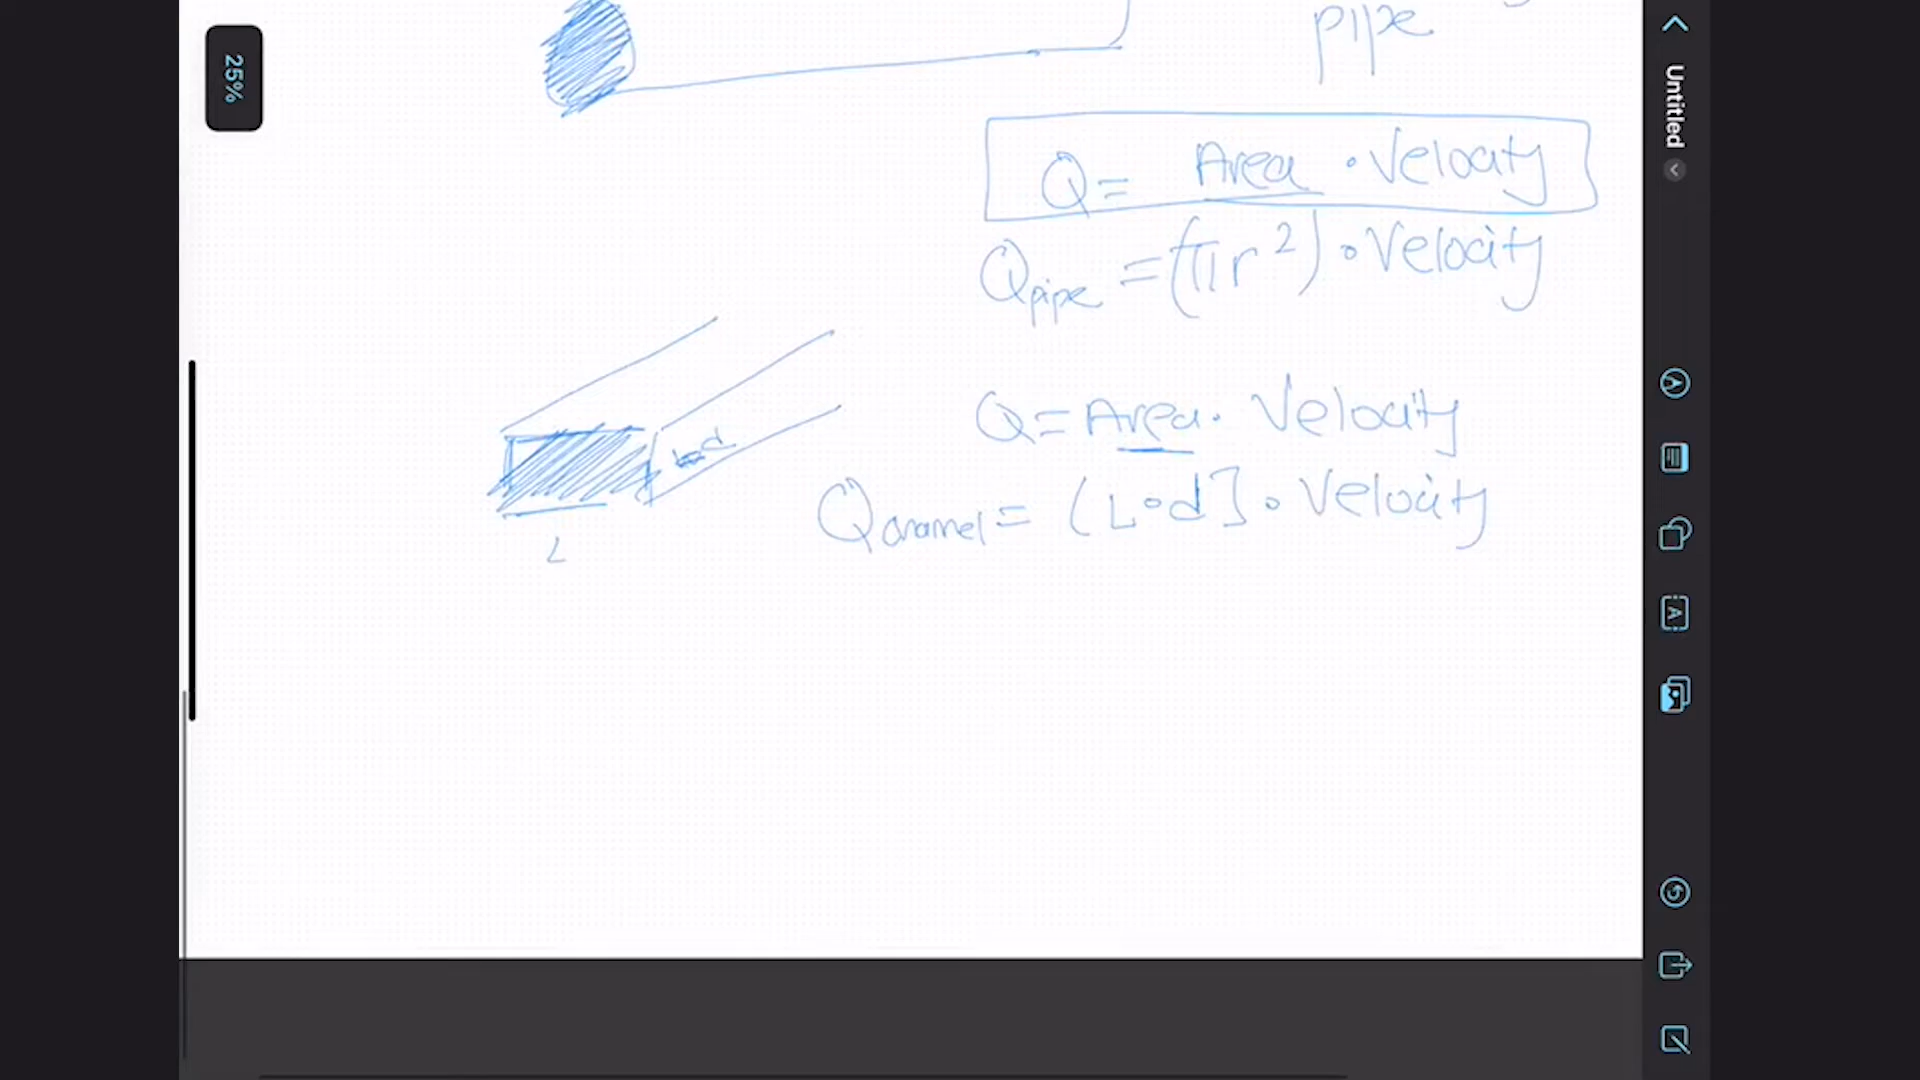 pipe
Q = Area · Velocity
Qpipe = (πr²) · Velocity
Q = Area · Velocity
Qchannel = (L·d] · Velocity
d
L
25%
Untitled